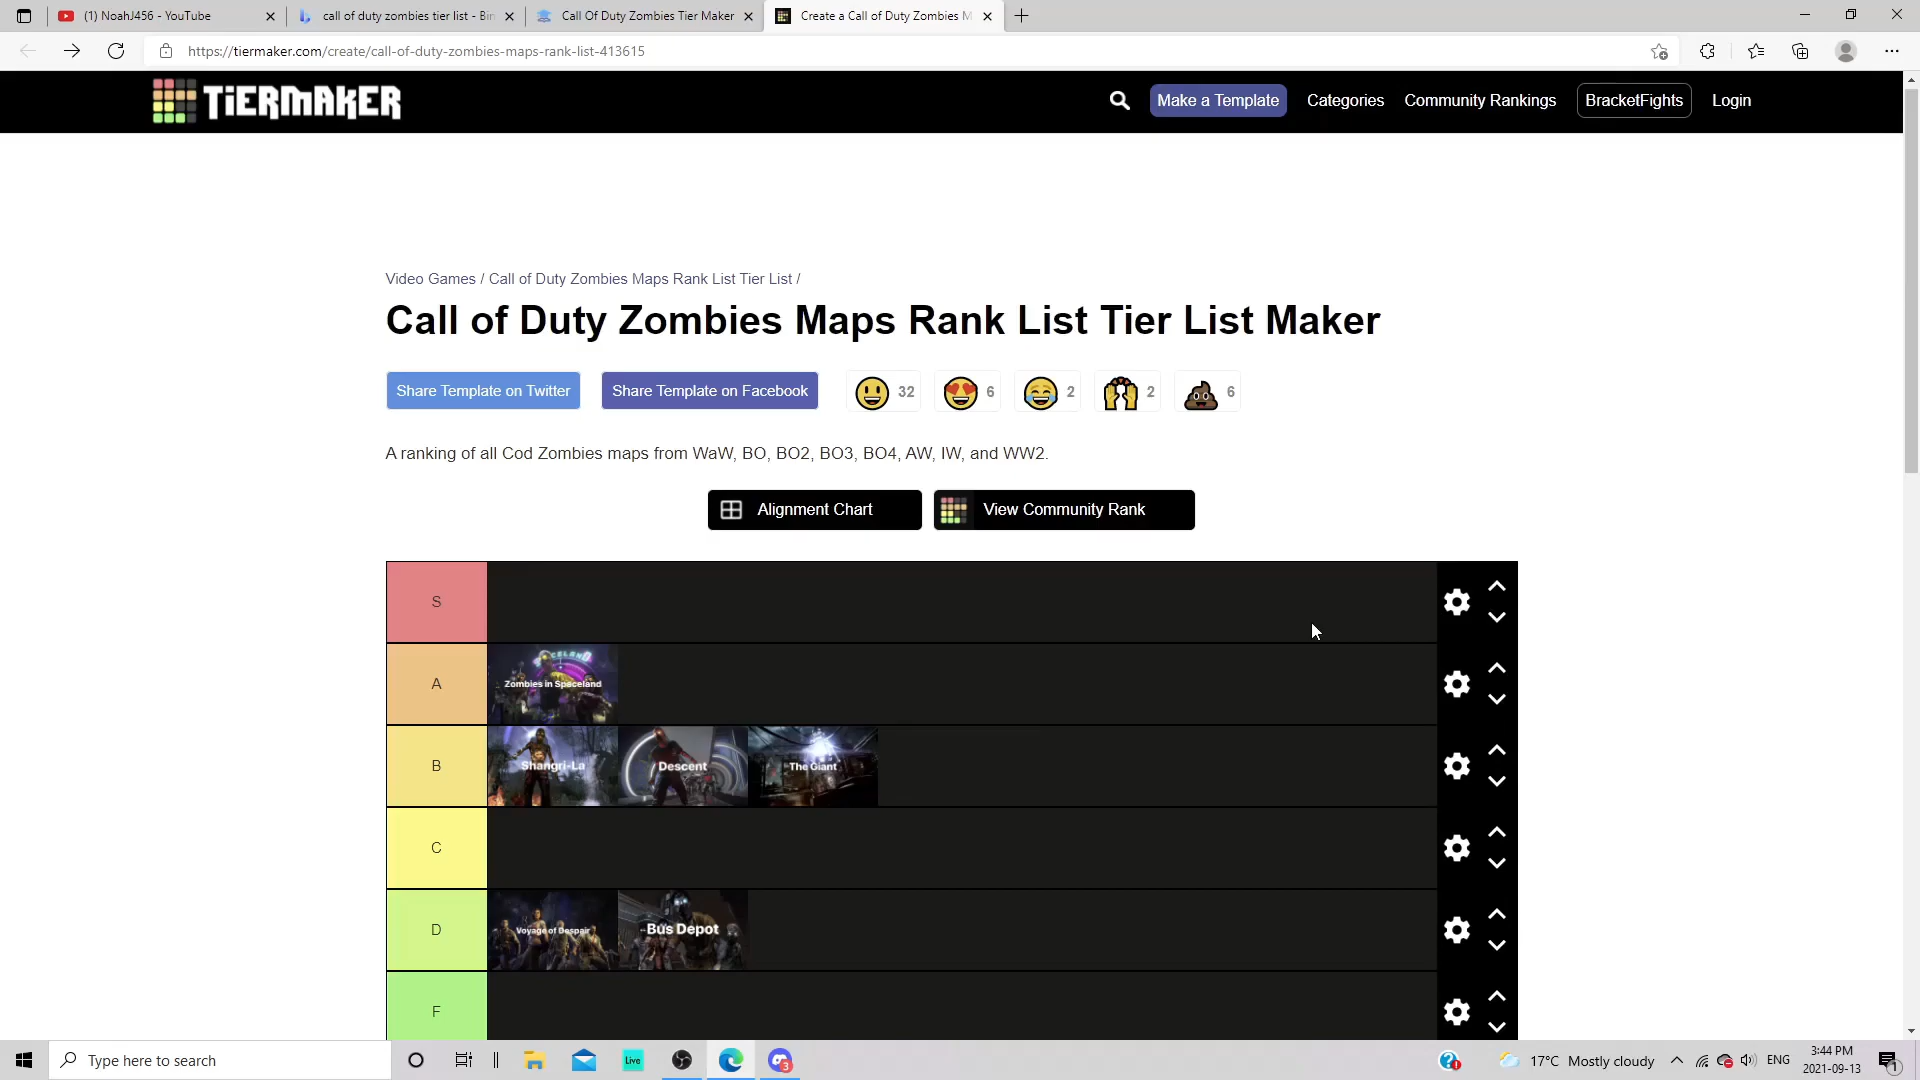 (1) NoahJ456 - YouTube
call of duty zombies tier list - Bin
Call Of Duty Zombies Tier Maker
Create a Call of Duty Zombies M
https://tiermaker.com/create/call-of-duty-zombies-maps-rank-list-413615
TiERMAKER
Make a Template
Categories
Community Rankings
BracketFights
Login
Video Games / Call of Duty Zombies Maps Rank List Tier List /
Call of Duty Zombies Maps Rank List Tier List Maker
Share Template on Twitter
Share Template on Facebook
32
6
2
2
6
A ranking of all Cod Zombies maps from WaW, BO, BO2, BO3, BO4, AW, IW, and WW2.
Alignment Chart
View Community Rank
S
A
Zombies in Spaceland
B
Shangri-La
Descent
The Giant
C
D
Voyage of Despair
Bus Depot
F
Type here to search
Live
3
17°C Mostly cloudy
ENG
3:44 PM
2021-09-13
1